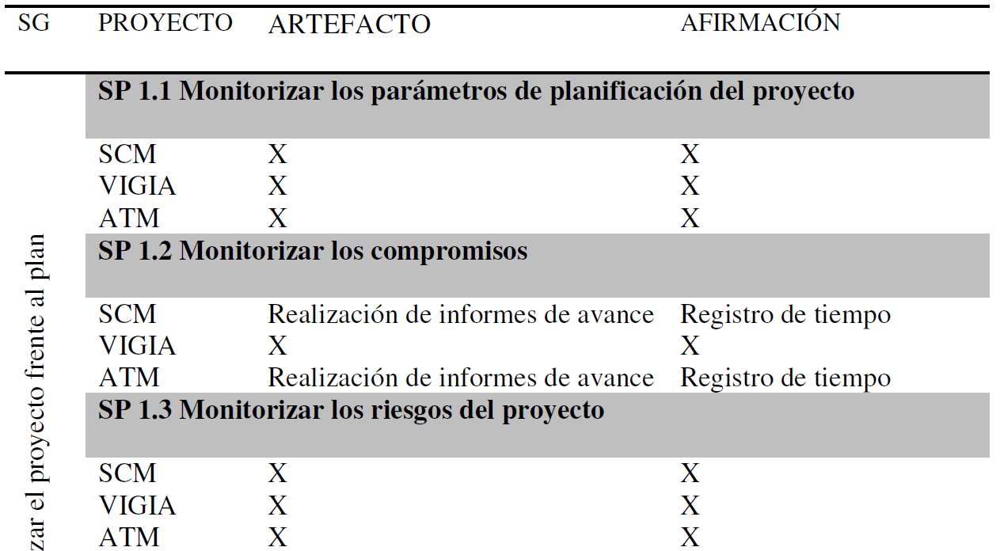 SG PROYECTO ARTEFACTO AFIRMACIÓN
SP 1.1 Monitorizar los parámetros de planificación del proyecto
SCM X X
VIGIA X X
ATM X X
SP 1.2 Monitorizar los compromisos
SCM Realización de informes de avance Registro de tiempo
VIGIA X X
ATM Realización de informes de avance Registro de tiempo
SP 1.3 Monitorizar los riesgos del proyecto
SCM X X
VIGIA X X
ATM X X
zar el proyecto frente al plan